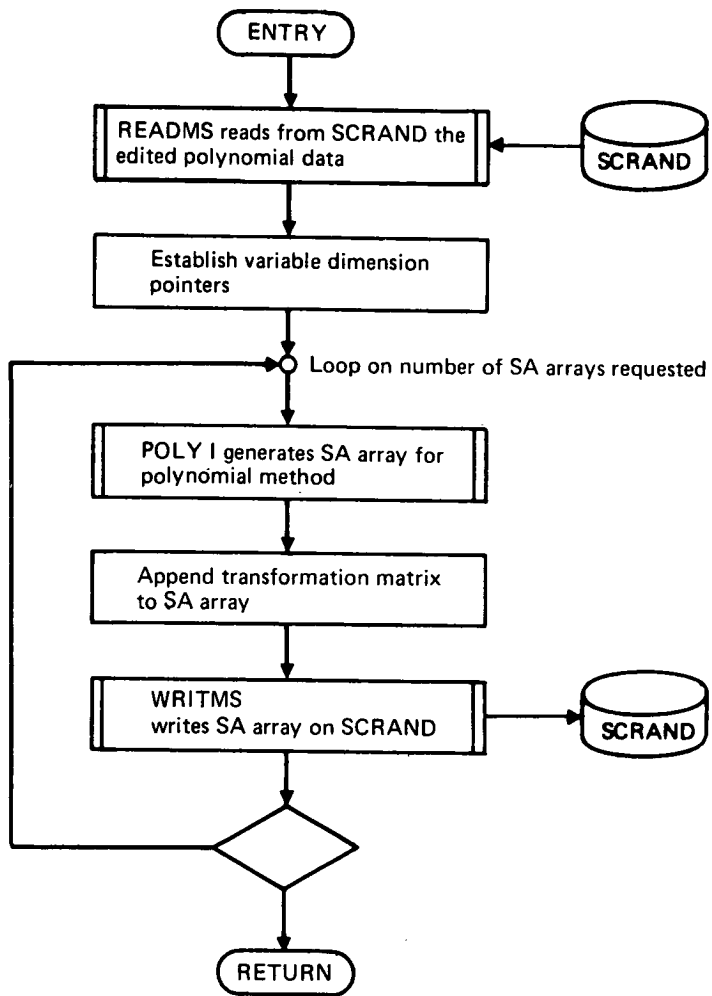 ENTRY
READMS reads from SCRAND the
edited polynomial data
SCRAND
Establish variable dimension
pointers
Loop on number of SA arrays requested
POLY I generates SA array for
polynomial method
Append transformation matrix
to SA array
WRITMS
writes SA array on SCRAND
SCRAND
RETURN